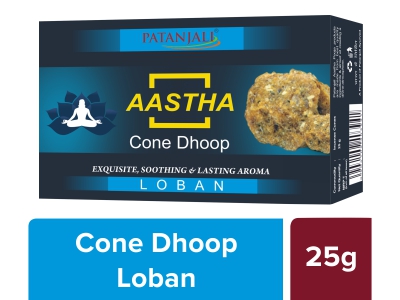 PATANJALI
AASTHA
Cone Dhoop
EXQUISITE, SOOTHING & LASTING AROMA
LOBAN
Cone Dhoop
Loban
25g